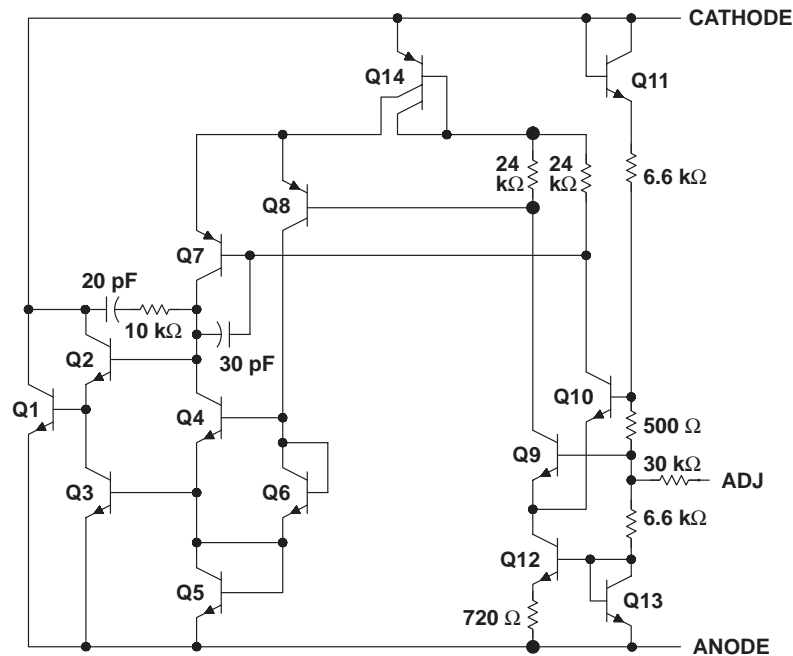 CATHODE
Q14
Q11
24
kΩ
24
kΩ
6.6 kΩ
Q8
Q7
20 pF
10 kΩ
30 pF
Q2
Q10
Q1
Q4
500 Ω
Q9
30 kΩ
ADJ
Q3
Q6
6.6 kΩ
Q12
Q5
Q13
720 Ω
ANODE